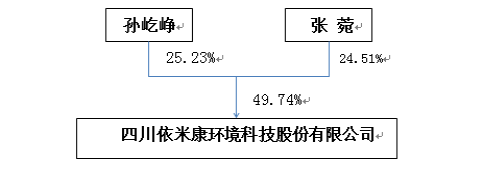 孙屹峥
张 菀
25.23%
24.51%
49.74%
四川依米康环境科技股份有限公司